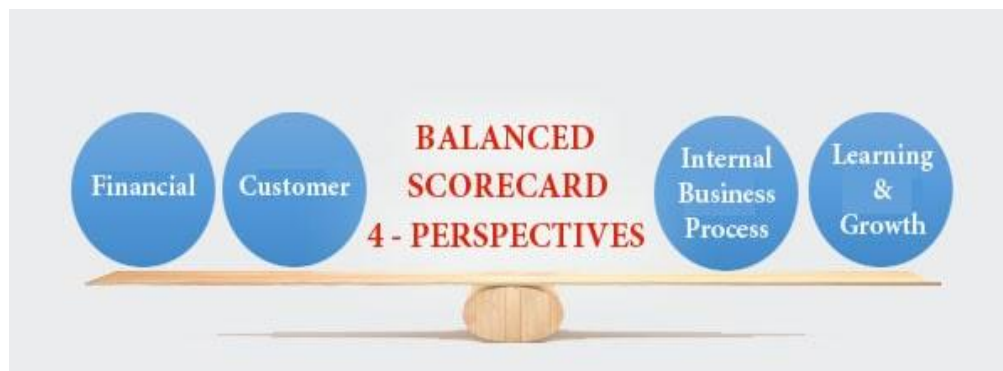 Financial
Customer
BALANCED
SCORECARD
4 - PERSPECTIVES
Internal
Business
Process
Learning
&
Growth